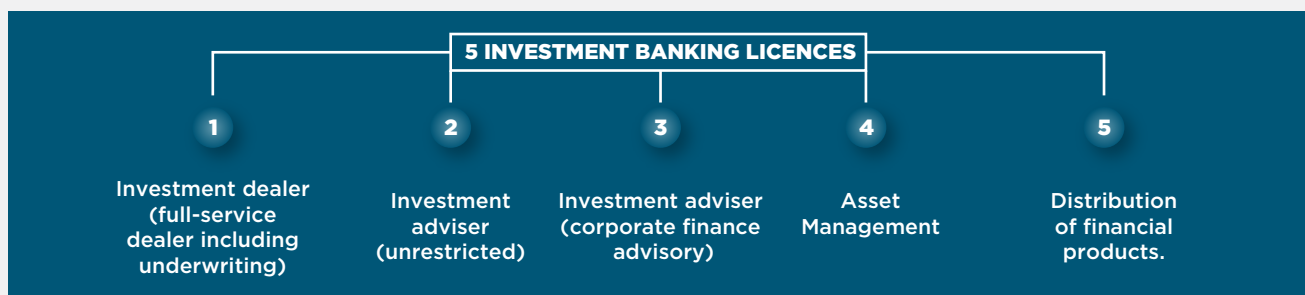 5 INVESTMENT BANKING LICENCES
1
2
3
4
5
Investment dealer
(full-service
dealer including
underwriting)
Investment
adviser
(unrestricted)
Investment adviser
(corporate finance
advisory)
Asset
Management
Distribution
of financial
products.